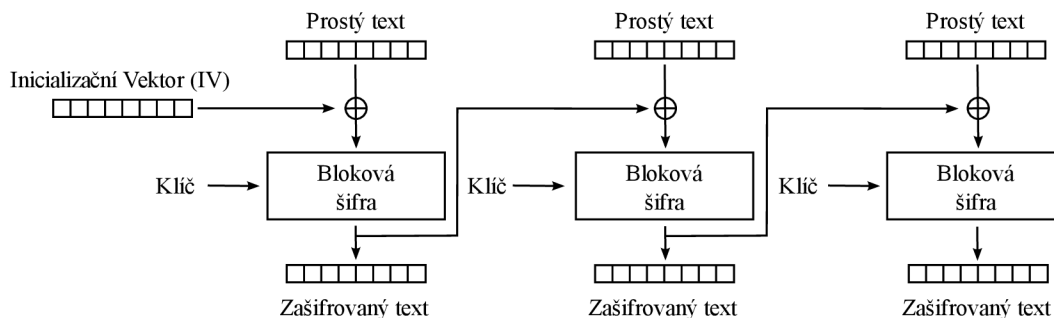 Prostý text
Prostý text
Prostý text
Inicializační Vektor (IV)
Klíč
Bloková
šifra
Klíč
Bloková
šifra
Klíč
Bloková
šifra
Zašifrovaný text
Zašifrovaný text
Zašifrovaný text